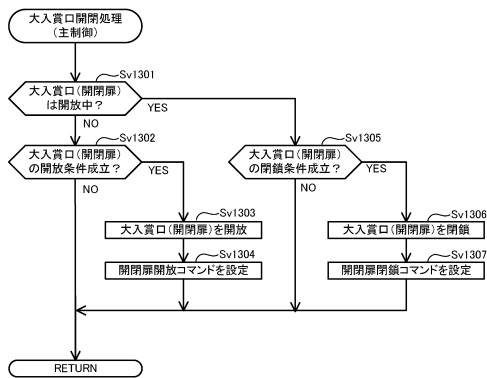 大入賞口開閉処理
(主制御)
Sv1301
大入賞口(開閉扉)
は開放中?
YES
NO
Sv1302
大入賞口(開閉扉)
の開放条件成立?
YES
NO
Sv1305
大入賞口(開閉扉)
の閉鎖条件成立?
YES
NO
Sv1303
大入賞口(開閉扉)を開放
Sv1304
開閉扉開放コマンドを設定
Sv1306
大入賞口(開閉扉)を閉鎖
Sv1307
開閉扉閉鎖コマンドを設定
RETURN